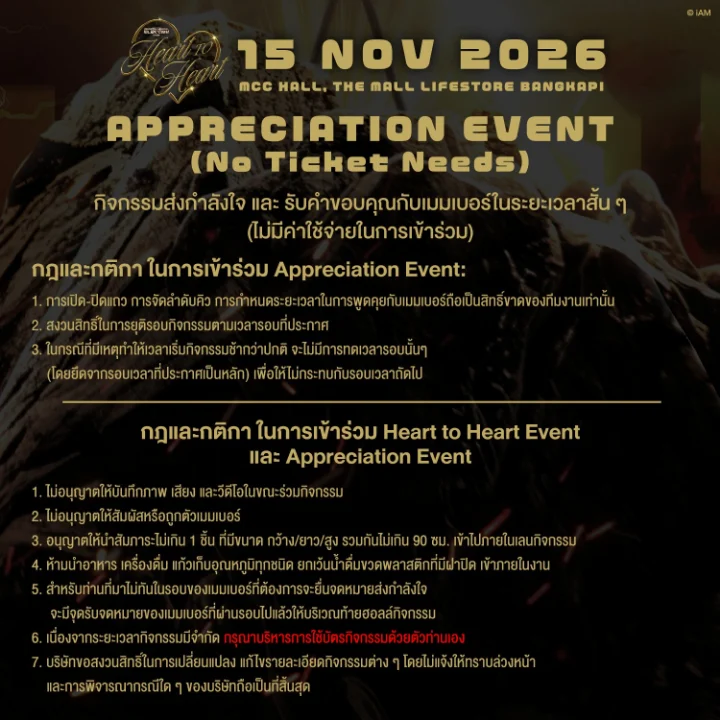 © iAM
Heart to Heart
15 NOV 2026
MCC HALL, THE MALL LIFESTORE BANGKAPI
APPRECIATION EVENT
(No Ticket Needs)
กิจกรรมส่งกำลังใจ และ รับคำขอบคุณกับเมมเบอร์ในระยะเวลาสั้น ๆ
(ไม่มีค่าใช้จ่ายในการเข้าร่วม)
กฎและกติกา ในการเข้าร่วม Appreciation Event:
1. การเปิด-ปิดแถว การจัดลำดับคิว การกำหนดระยะเวลาในการพูดคุยกับเมมเบอร์ถือเป็นสิทธิ์ขาดของทีมงานเท่านั้น
2. สงวนสิทธิ์ในการยุติรอบกิจกรรมตามเวลารอบที่ประกาศ
3. ในกรณีที่มีเหตุทำให้เวลาเริ่มกิจกรรมช้ากว่าปกติ จะไม่มีการทดเวลารอบนั้นๆ
(โดยยึดจากรอบเวลาที่ประกาศเป็นหลัก) เพื่อให้ไม่กระทบกับรอบเวลาถัดไป
กฎและกติกา ในการเข้าร่วม Heart to Heart Event
และ Appreciation Event
1. ไม่อนุญาตให้บันทึกภาพ เสียง และวีดีโอในขณะร่วมกิจกรรม
2. ไม่อนุญาตให้สัมผัสหรือถูกตัวเมมเบอร์
3. อนุญาตให้นำสัมภาระไม่เกิน 1 ชิ้น ที่มีขนาด กว้าง/ยาว/สูง รวมกันไม่เกิน 90 ซม. เข้าไปภายในเลนกิจกรรม
4. ห้ามนำอาหาร เครื่องดื่ม แก้วเก็บอุณหภูมิทุกชนิด ยกเว้นน้ำดื่มขวดพลาสติกที่มีฝาปิด เข้าภายในงาน
5. สำหรับท่านที่มาไม่ทันในรอบของเมมเบอร์ที่ต้องการจะยื่นจดหมายส่งกำลังใจ
จะมีจุดรับจดหมายของเมมเบอร์ที่ผ่านรอบไปแล้วให้บริเวณท้ายฮอลล์กิจกรรม
6. เนื่องจากระยะเวลากิจกรรมมีจำกัด กรุณาบริหารการใช้บัตรกิจกรรมด้วยตัวท่านเอง
7. บริษัทขอสงวนสิทธิ์ในการเปลี่ยนแปลง แก้ไขรายละเอียดกิจกรรมต่าง ๆ โดยไม่แจ้งให้ทราบล่วงหน้า
และการพิจารณากรณีใด ๆ ของบริษัทถือเป็นที่สิ้นสุด